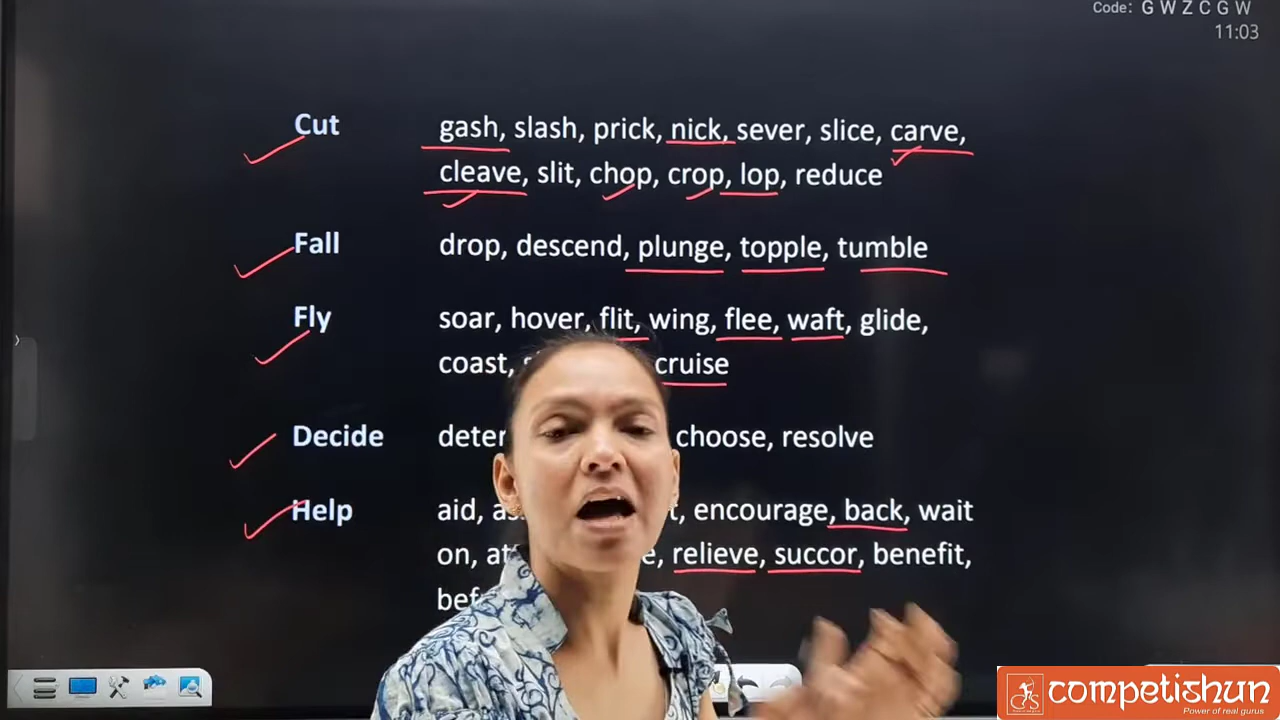 Code: G W Z C G W
11:03
Cut gash, slash, prick, nick, sever, slice, carve,
cleave, slit, chop, crop, lop, reduce
Fall drop, descend, plunge, topple, tumble
Fly soar, hover, flit, wing, flee, waft, glide,
coast, cruise
Decide choose, resolve
Help aid, encourage, back, wait
on, relieve, succor, benefit,
competishun
Power of real gurus